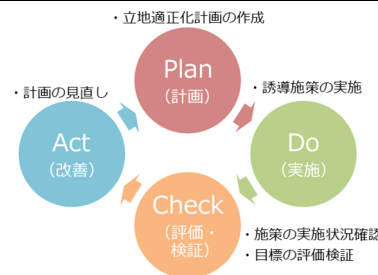 ・立地適正化計画の作成
Plan
（計画）
・計画の見直し
・誘導施策の実施
Act
（改善）
Do
（実施）
Check
（評価・
検証）
・施策の実施状況確認
・目標の評価検証